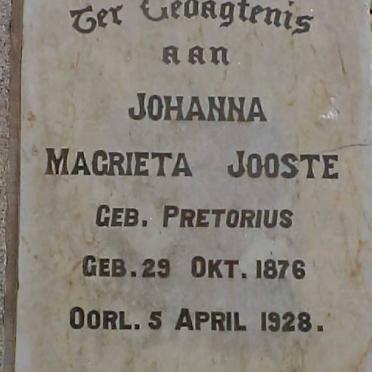 Ter Gedagtenis
aan
JOHANNA
MAGRIETA JOOSTE
GEB. PRETORIUS
GEB. 29 OKT. 1876
OORL. 5 APRIL 1928.